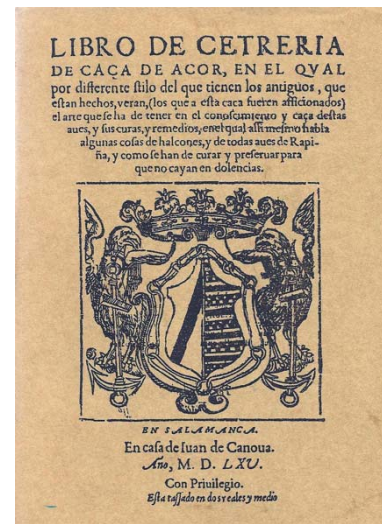 LIBRO DE CETRERIA
DE CAÇA DE ACOR, EN EL QVAL
por differente ſtilo del que tienen los antiguos, que
eſtan hechos, veran, (los que a eſta caca fueren afficionados)
el arte que ſe ha de tener en el conoſcimiento y caça deſtas
aues, y ſus curas, y remedios, en el qual aſſi meſmo habla
algunas coſas de halcones, y de todas aues de Rapi-
ña, y como ſe han de curar y preſeruar para
que no cayan en dolencias.
EN SALAMANCA.
En caſa de Iuan de Canoua.
Año, M. D. LXV.
Con Priuilegio.
Eſta taſſado en dos reales y medio